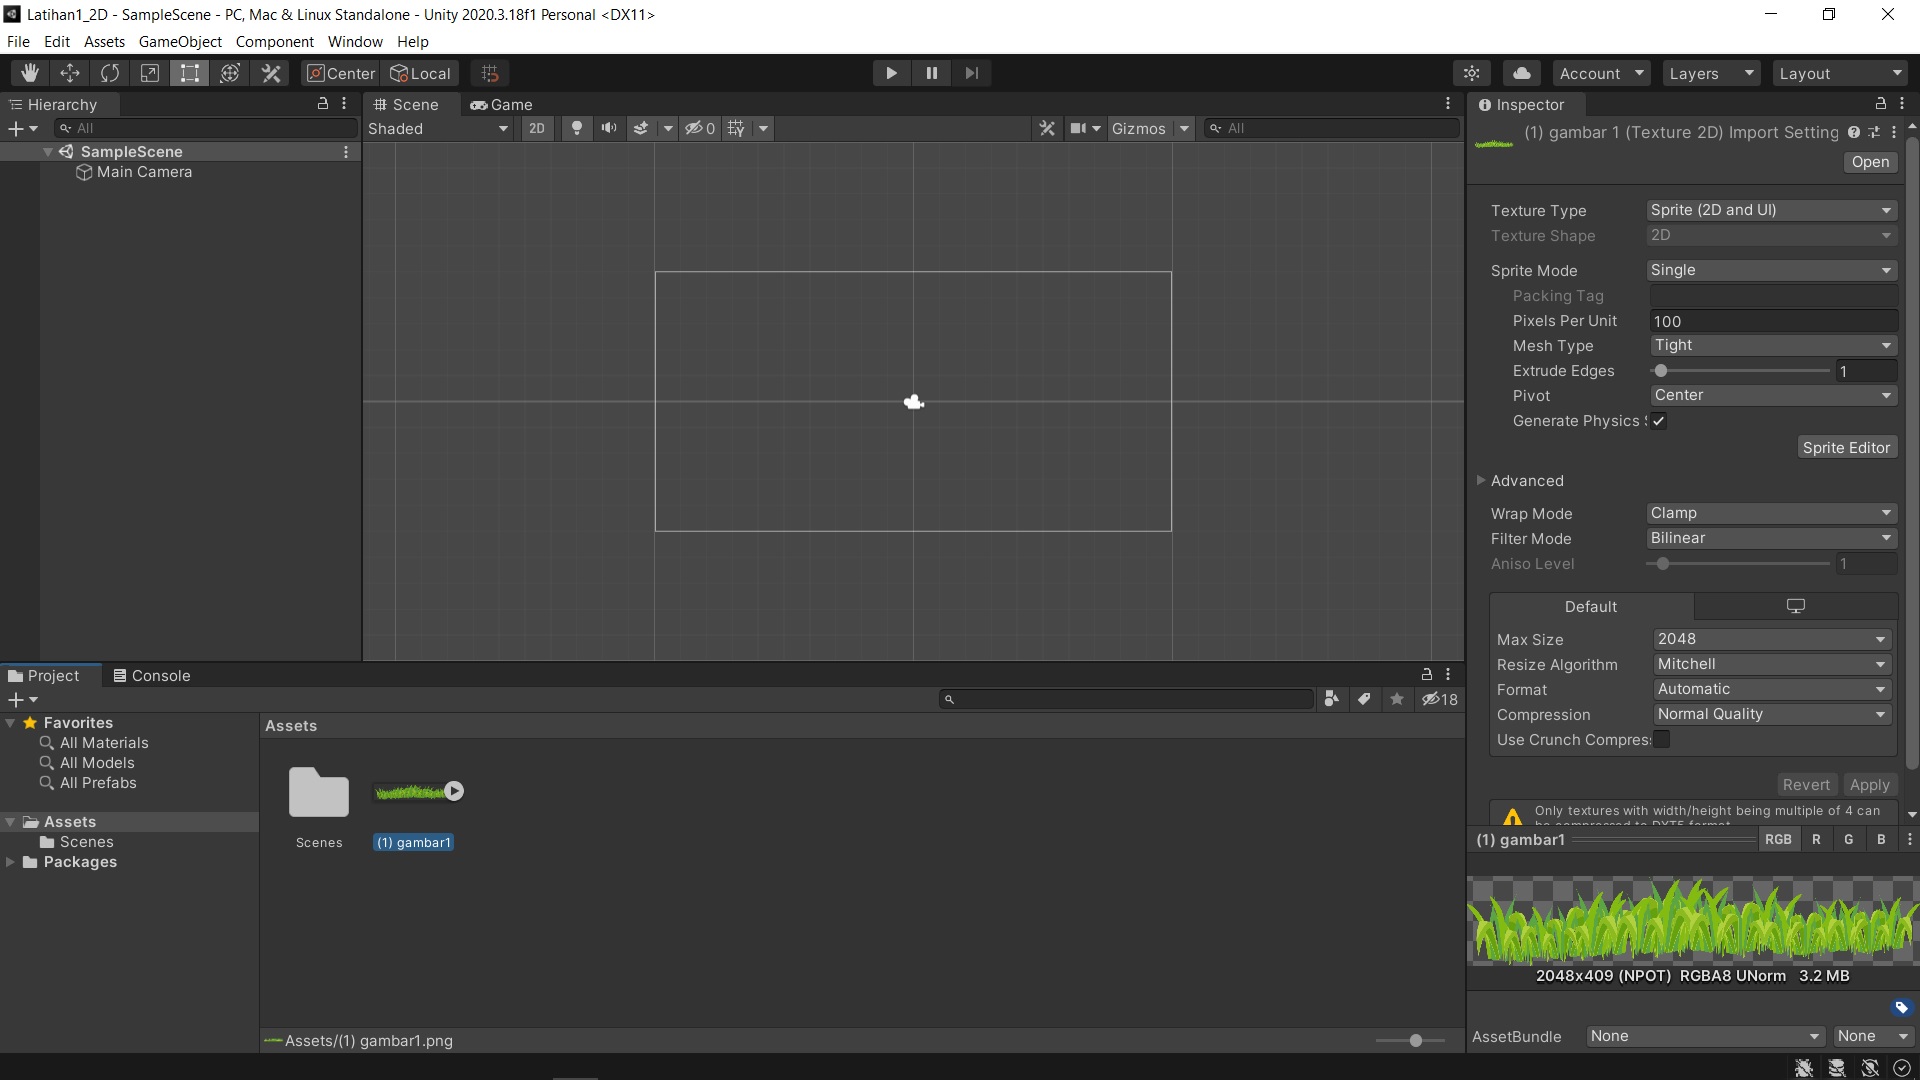 Latihan1_2D - SampleScene - PC, Mac & Linux Standalone - Unity 2020.3.18f1 Personal <DX11>
File Edit Assets GameObject Component Window Help
Center Local
Account Layers Layout
Hierarchy
All
SampleScene
Main Camera
Scene Game
Shaded 2D 0 Gizmos All
Inspector
(1) gambar 1 (Texture 2D) Import Setting
Open
Texture Type Sprite (2D and UI)
Texture Shape 2D
Sprite Mode Single
Packing Tag
Pixels Per Unit 100
Mesh Type Tight
Extrude Edges 1
Pivot Center
Generate Physics
Sprite Editor
Advanced
Wrap Mode Clamp
Filter Mode Bilinear
Aniso Level 1
Default
Max Size 2048
Resize Algorithm Mitchell
Format Automatic
Compression Normal Quality
Use Crunch Compres
Revert Apply
Only textures with width/height being multiple of 4 can
be compressed to DXT5 format
(1) gambar1 RGB R G B
2048x409 (NPOT) RGBA8 UNorm 3.2 MB
AssetBundle None None
Project Console
18
Favorites
All Materials
All Models
All Prefabs
Assets
Scenes
Packages
Assets
Scenes
(1) gambar1
Assets/(1) gambar1.png